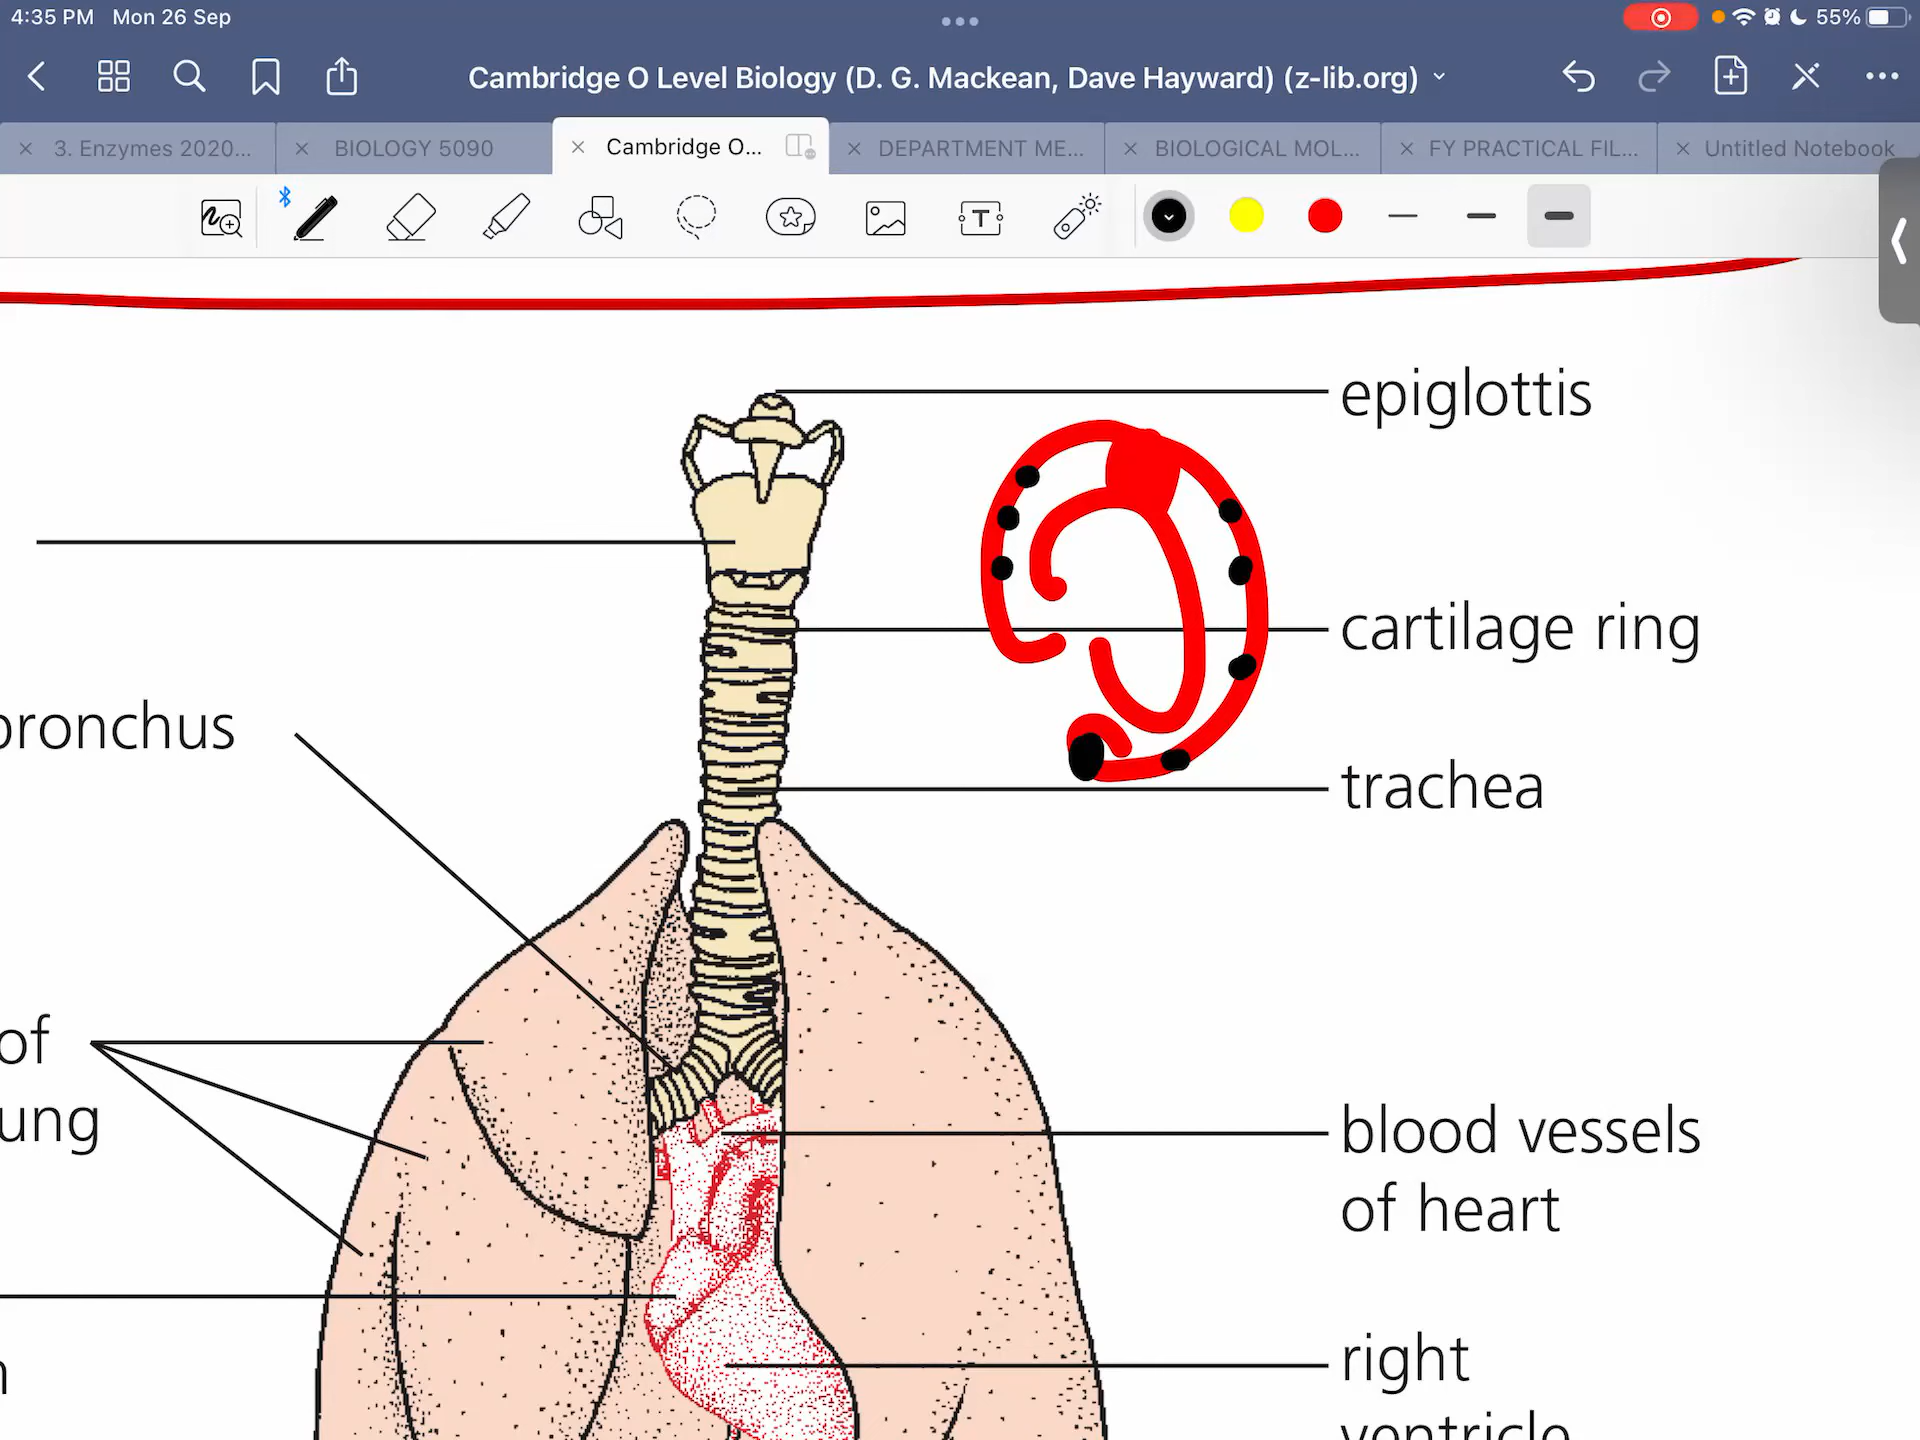 4:35 PM Mon 26 Sep
55%
Cambridge O Level Biology (D. G. Mackean, Dave Hayward) (z-lib.org)
3. Enzymes 2020...
BIOLOGY 5090
Cambridge O...
DEPARTMENT ME...
BIOLOGICAL MOL...
FY PRACTICAL FIL...
Untitled Notebook
T
epiglottis
cartilage ring
bronchus
trachea
of
ung
blood vessels
of heart
right
ventricle